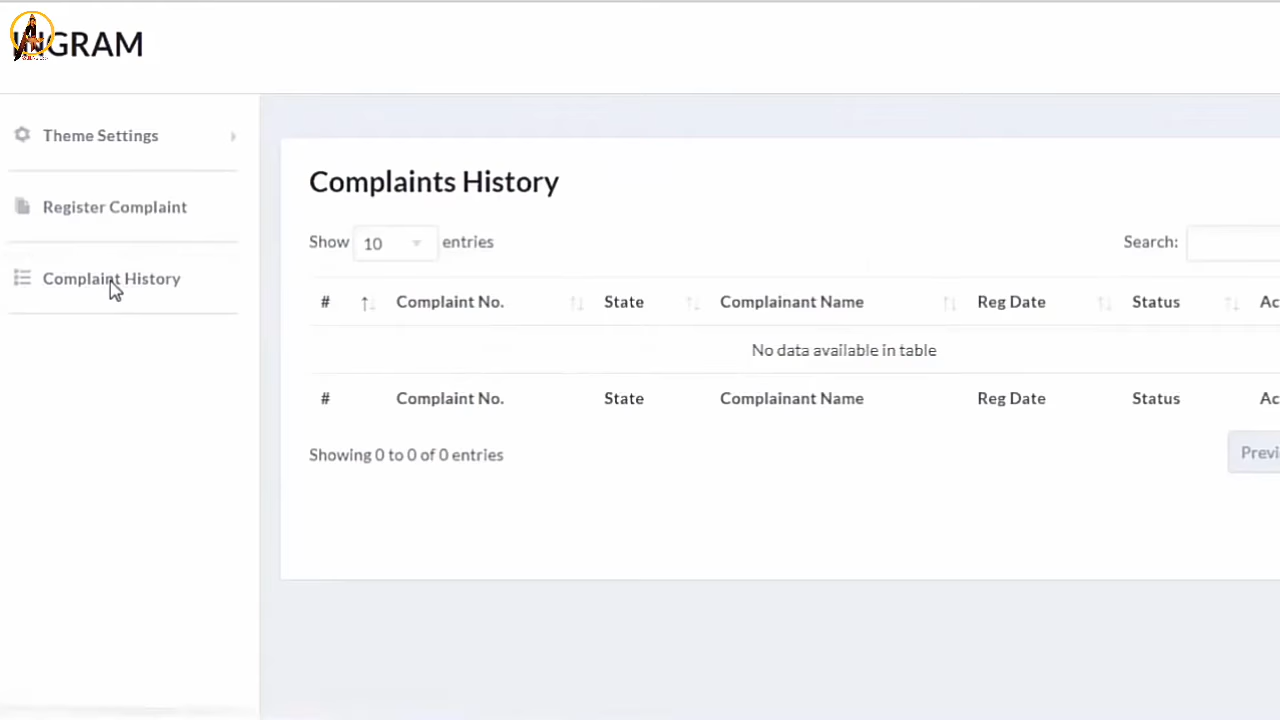 INGRAM
Theme Settings
Register Complaint
Complaint History
Complaints History
Show 10 entries
Search:
# Complaint No. State Complainant Name Reg Date Status Ac
No data available in table
# Complaint No. State Complainant Name Reg Date Status Ac
Showing 0 to 0 of 0 entries
Previ